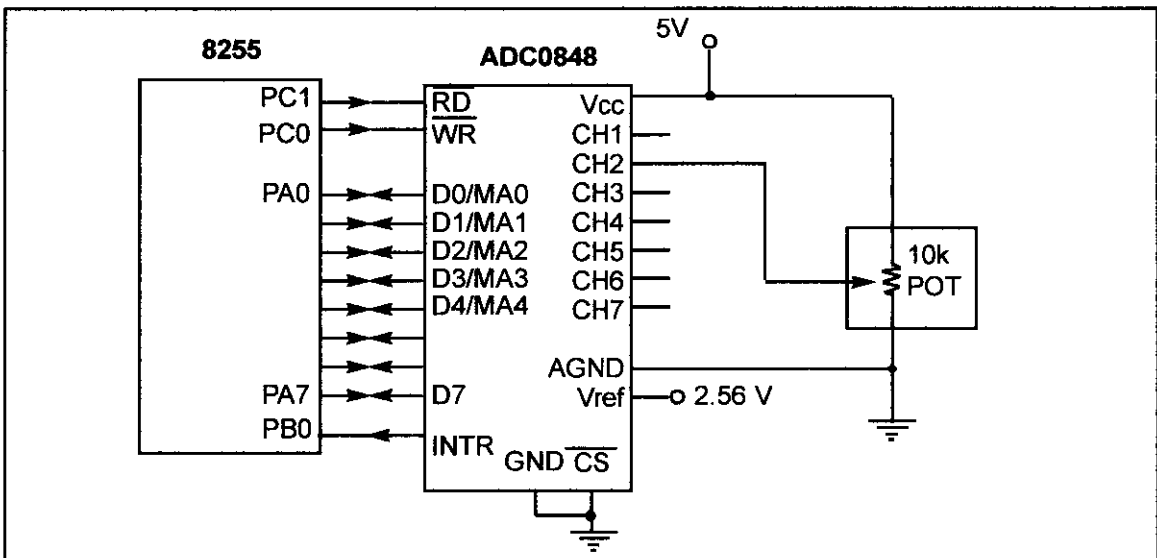 5V
8255
ADC0848
PC1
PC0
PA0
PA7
PB0
RD
WR
D0/MA0
D1/MA1
D2/MA2
D3/MA3
D4/MA4
D7
INTR
GND CS
Vcc
CH1
CH2
CH3
CH4
CH5
CH6
CH7
AGND
Vref
2.56 V
10k
POT